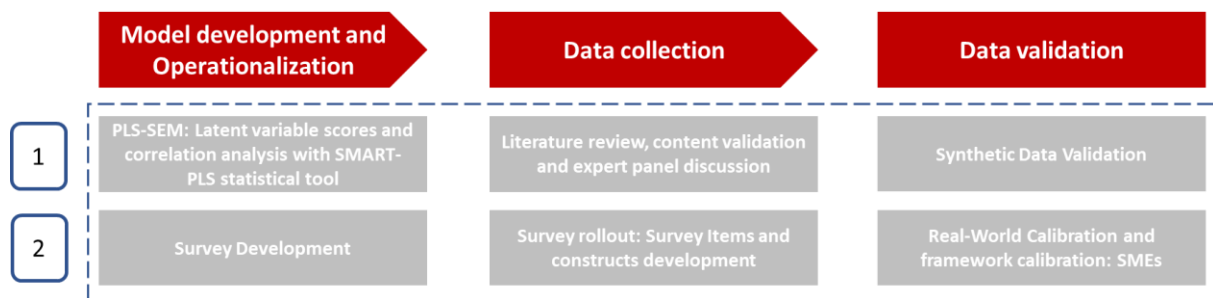 Model development and
Operationalization
Data collection
Data validation
1
PLS-SEM: Latent variable scores and
correlation analysis with SMART-
PLS statistical tool
Literature review, content validation
and expert panel discussion
Synthetic Data Validation
2
Survey Development
Survey rollout: Survey Items and
constructs development
Real-World Calibration and
framework calibration: SMEs